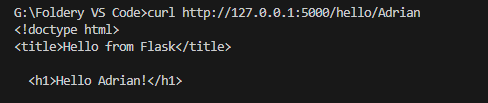 G:\Foldery VS Code>curl http://127.0.0.1:5000/hello/Adrian
<!doctype html>
<title>Hello from Flask</title>
<h1>Hello Adrian!</h1>